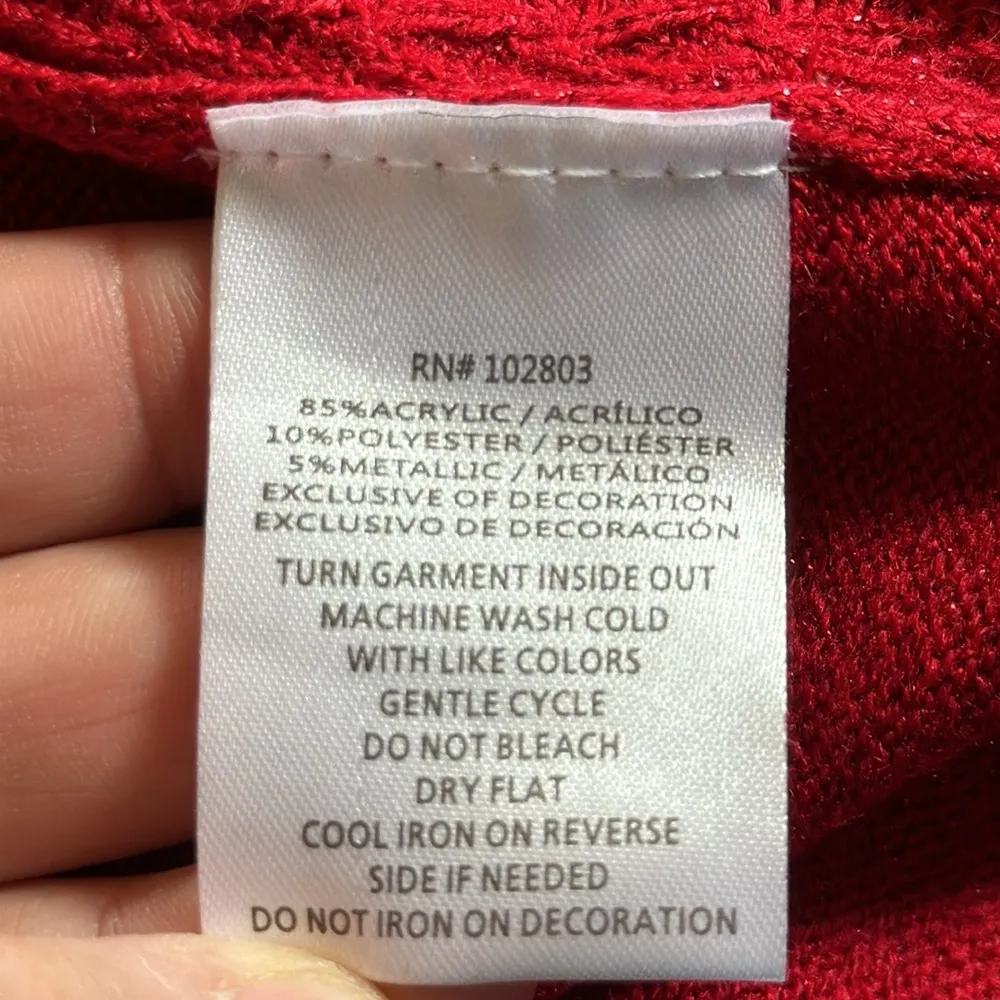 RN# 102803
85%ACRYLIC / ACRÍLICO
10%POLYESTER / POLIÉSTER
5%METALLIC / METÁLICO
EXCLUSIVE OF DECORATION
EXCLUSIVO DE DECORACIÓN
TURN GARMENT INSIDE OUT
MACHINE WASH COLD
WITH LIKE COLORS
GENTLE CYCLE
DO NOT BLEACH
DRY FLAT
COOL IRON ON REVERSE
SIDE IF NEEDED
DO NOT IRON ON DECORATION